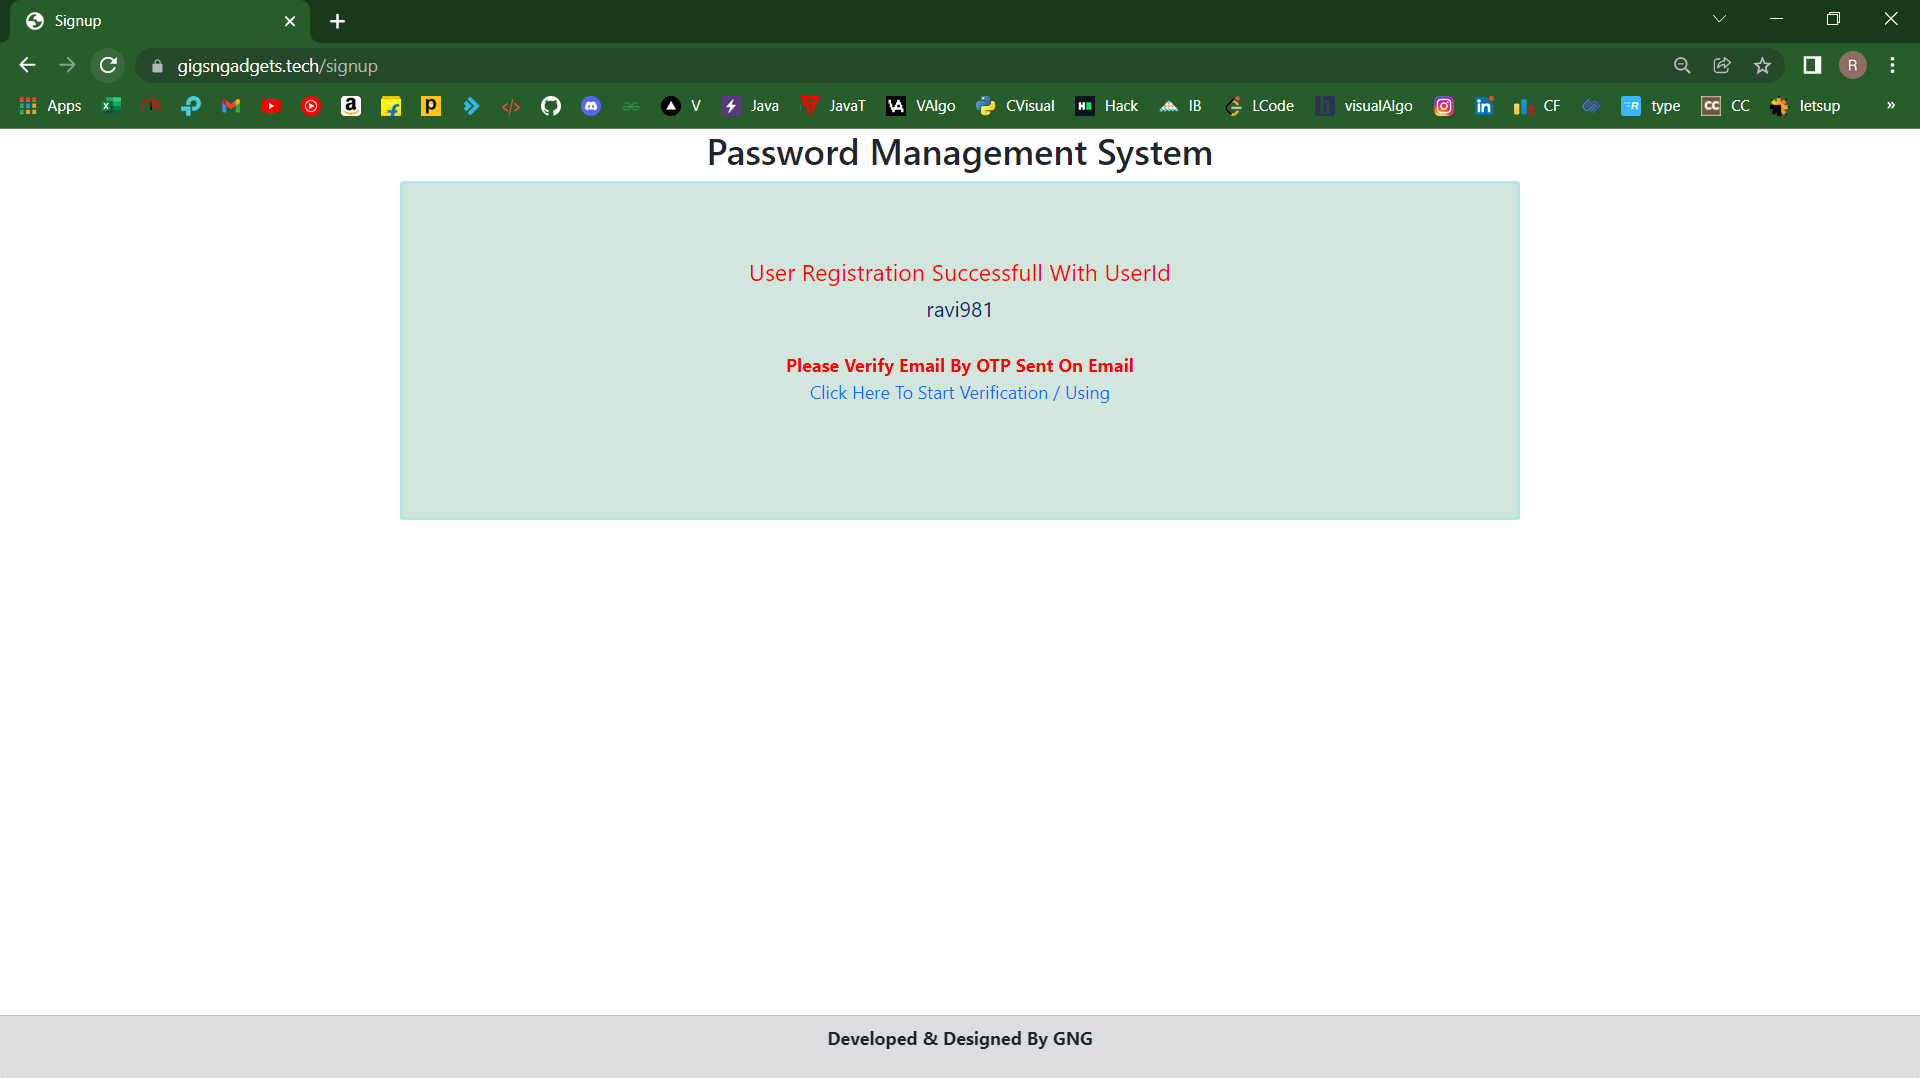 Signup
gigsngadgets.tech/signup
R
Apps V Java JavaT VAlgo CVisual Hack IB LCode visualAlgo CF type CC letsup »
Password Management System
User Registration Successfull With UserId
ravi981
Please Verify Email By OTP Sent On Email
Click Here To Start Verification / Using
Developed & Designed By GNG